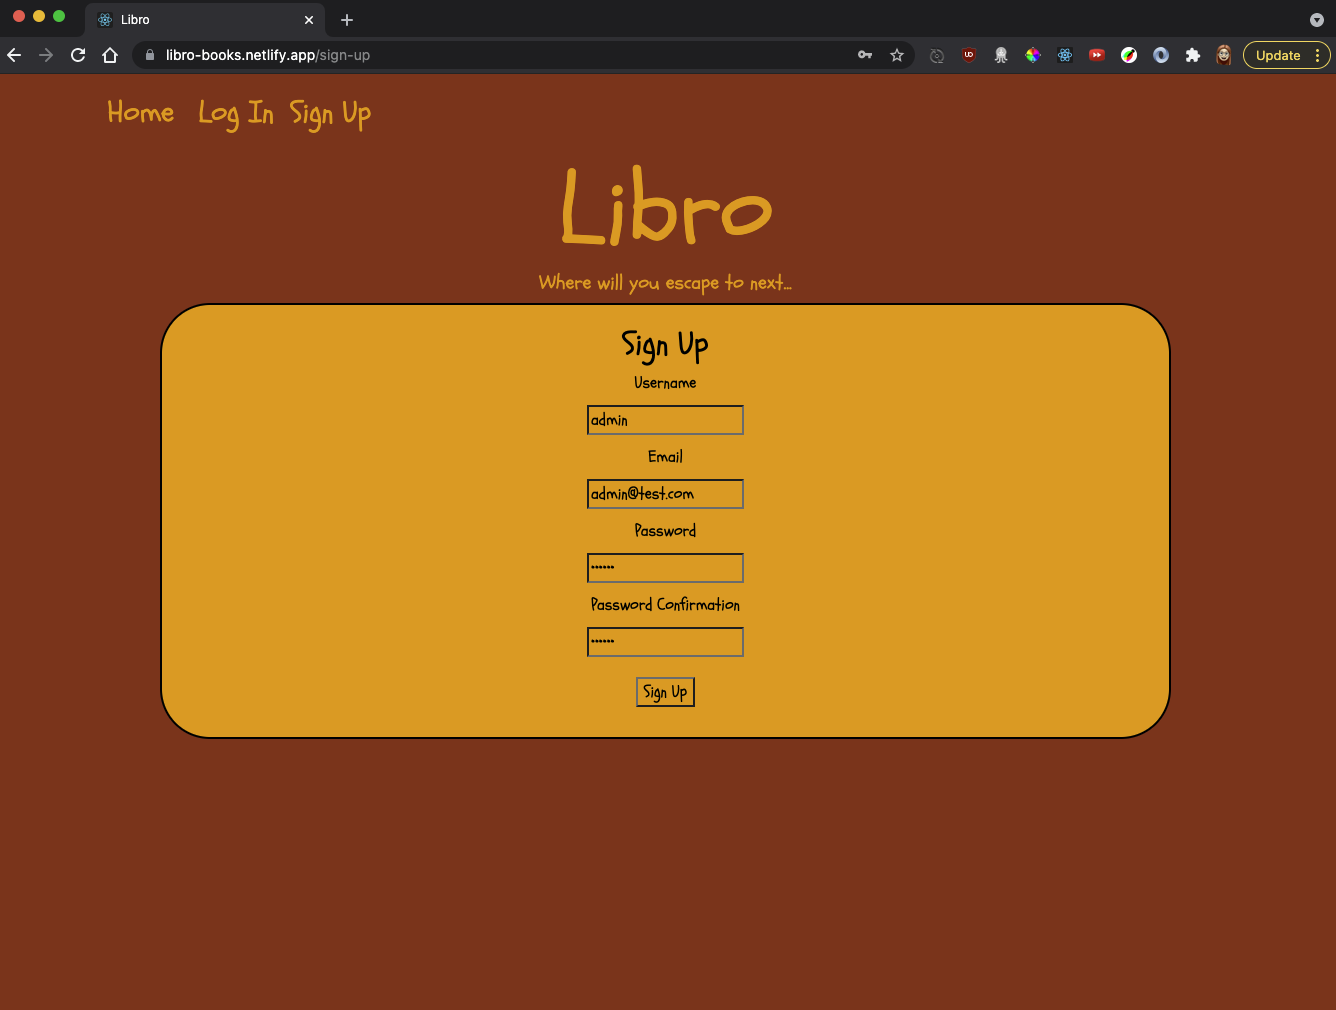 Libro
libro-books.netlify.app/sign-up
Update
Home Log In Sign Up
Libro
Where will you escape to next...
Sign Up
Username
admin
Email
admin@test.com
Password
••••••
Password Confirmation
••••••
Sign Up